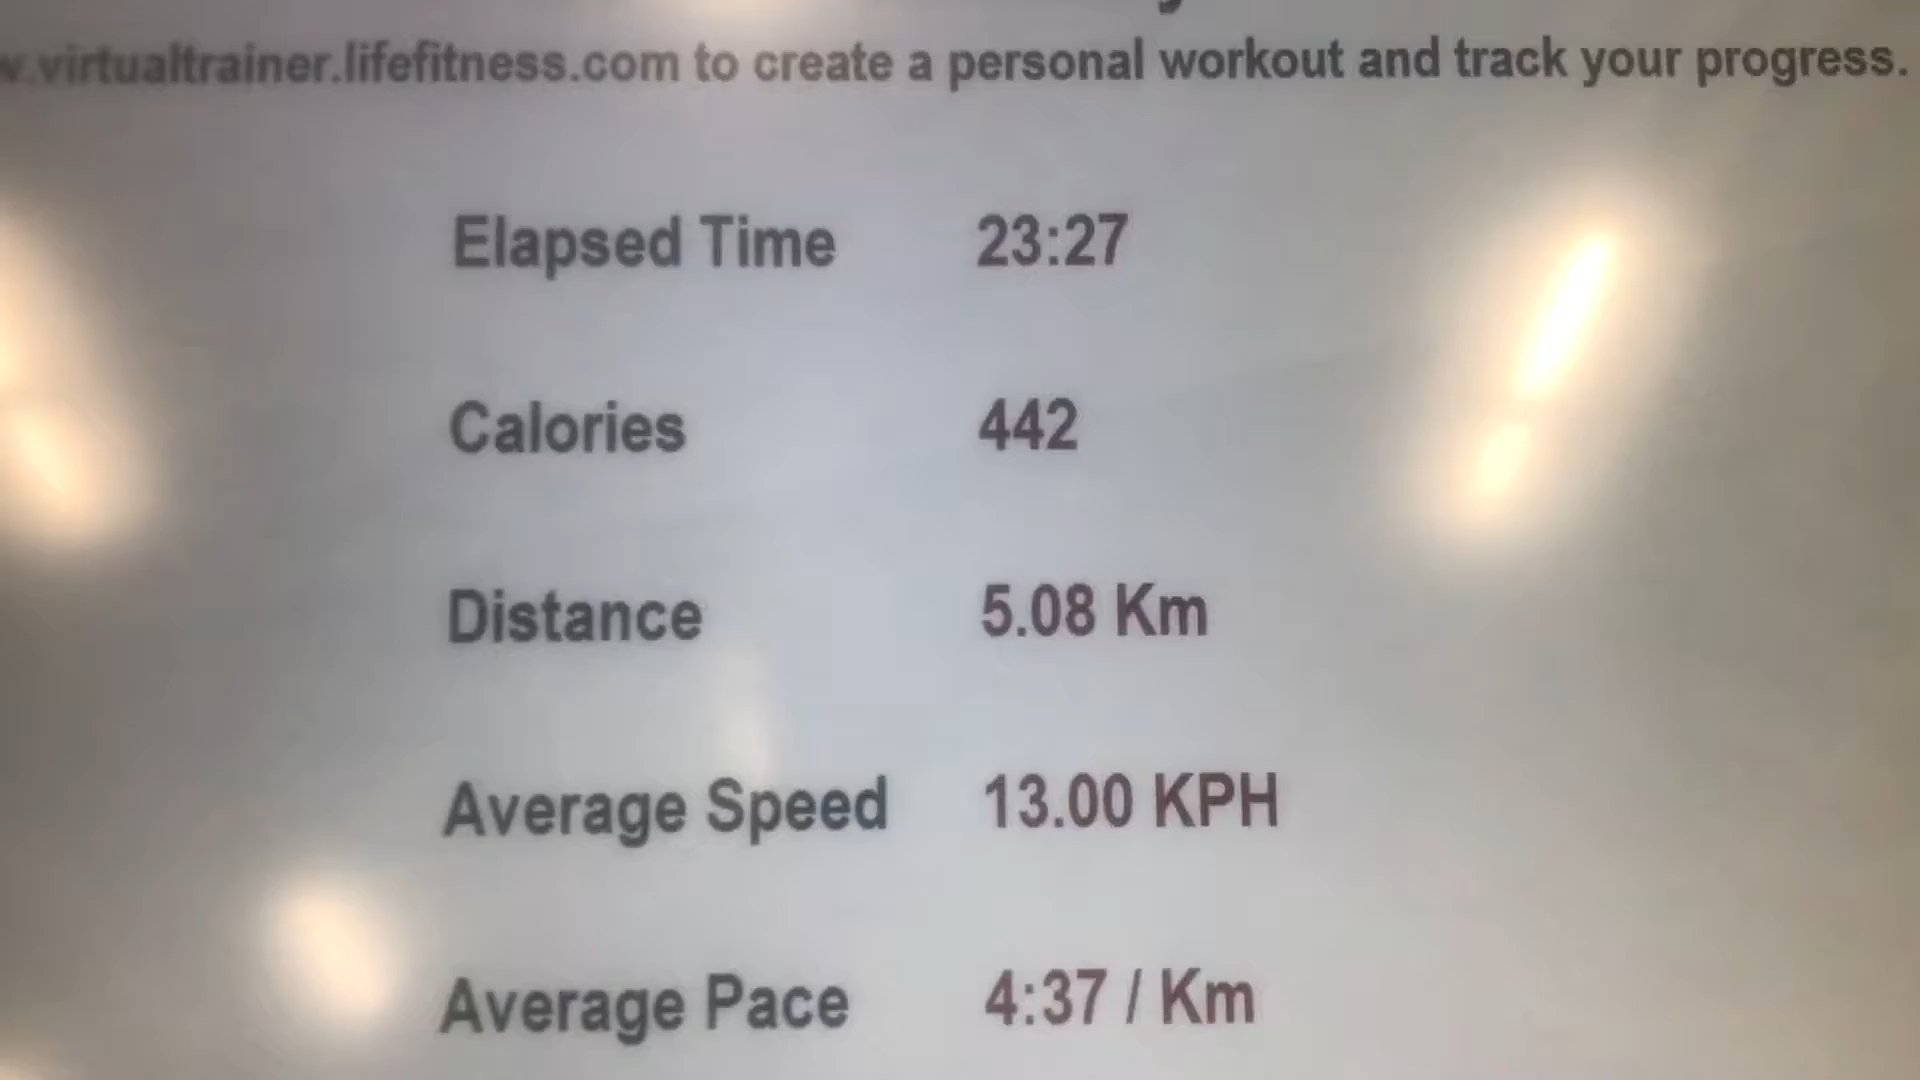 w.virtualtrainer.lifefitness.com to create a personal workout and track your progress.
Elapsed Time 23:27
Calories 442
Distance 5.08 Km
Average Speed 13.00 KPH
Average Pace 4:37 / Km